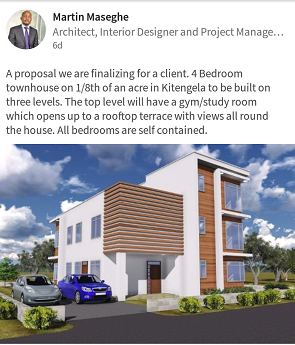 Martin Maseghe
Architect, Interior Designer and Project Manage...
6d
A proposal we are finalizing for a client. 4 Bedroom
townhouse on 1/8th of an acre in Kitengela to be built on
three levels. The top level will have a gym/study room
which opens up to a rooftop terrace with views all round
the house. All bedrooms are self contained.